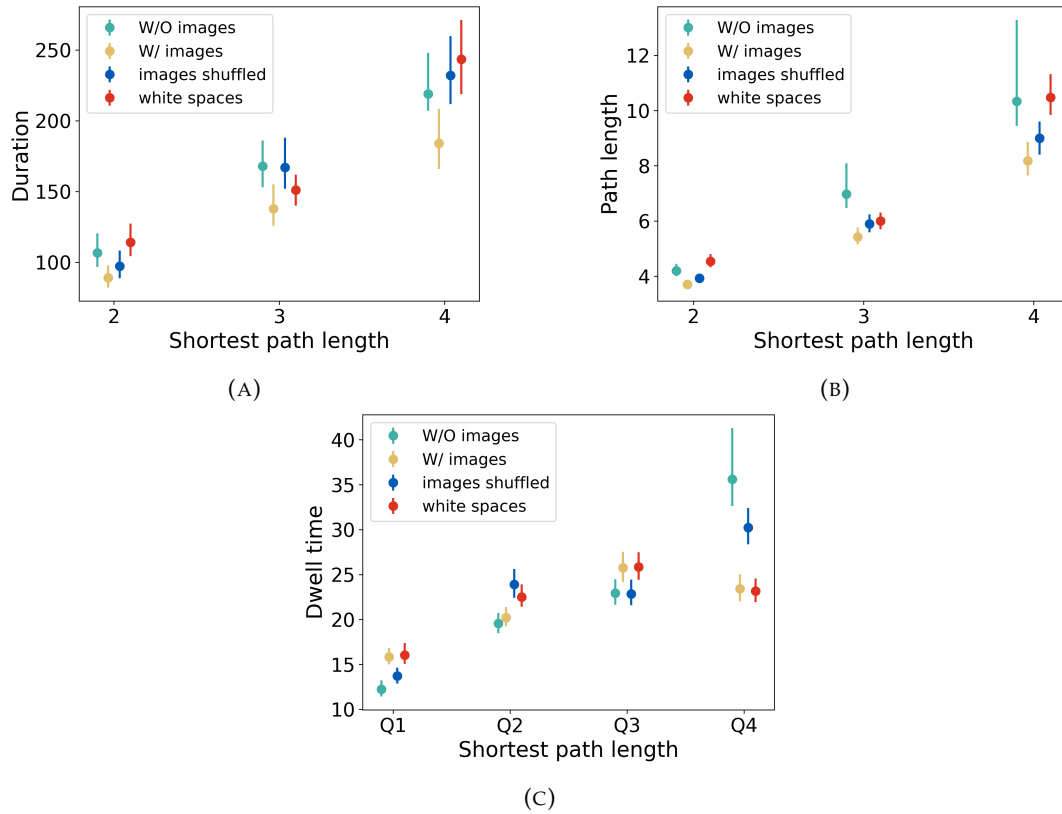 W/O images
W/ images
images shuffled
white spaces
250
200
150
100
Duration
2 3 4
Shortest path length
(A)
W/O images
W/ images
images shuffled
white spaces
12
10
8
6
4
Path length
2 3 4
Shortest path length
(B)
W/O images
W/ images
images shuffled
white spaces
40
35
30
25
20
15
10
Dwell time
Q1 Q2 Q3 Q4
Shortest path length
(C)